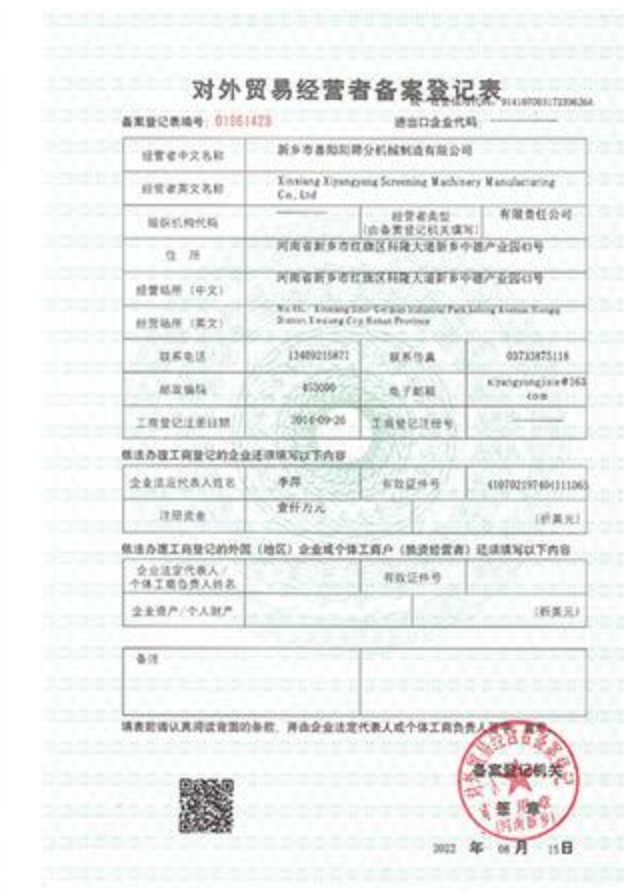 对外贸易经营者备案登记表
备案登记表编号：01961423
进出口企业代码：
经营者中文名称 新乡市喜阳阳筛分机械制造有限公司
经营者英文名称 Xinxiang Xiyangyang Screening Machinery Manufacturing Co., Ltd
组织机构代码 经营者类型 (由备案登记机关填写) 有限责任公司
住 所 河南省新乡市红旗区科隆大道新乡中德产业园43号
经营场所（中文） 河南省新乡市红旗区科隆大道新乡中德产业园43号
经营场所（英文）
联系电话 13409215871 联系传真 03733875118
邮政编码 453000 电子邮箱
工商登记注册日期 2014-09-26 工商登记注册号
依法办理工商登记的企业还须填写以下内容
企业法定代表人姓名 李萍 有效证件号
注册资金 壹仟万元 (折美元)
依法办理工商登记的外国（地区）企业或个体工商户（独资经营者）还须填写以下内容
企业法定代表人/
个体工商负责人姓名 有效证件号
企业资产/个人财产 (折美元)
备注
填表前请认真阅读背面的条款，并由企业法定代表人或个体工商负责人
备案登记机关
签 章
2022 年 08 月 15 日